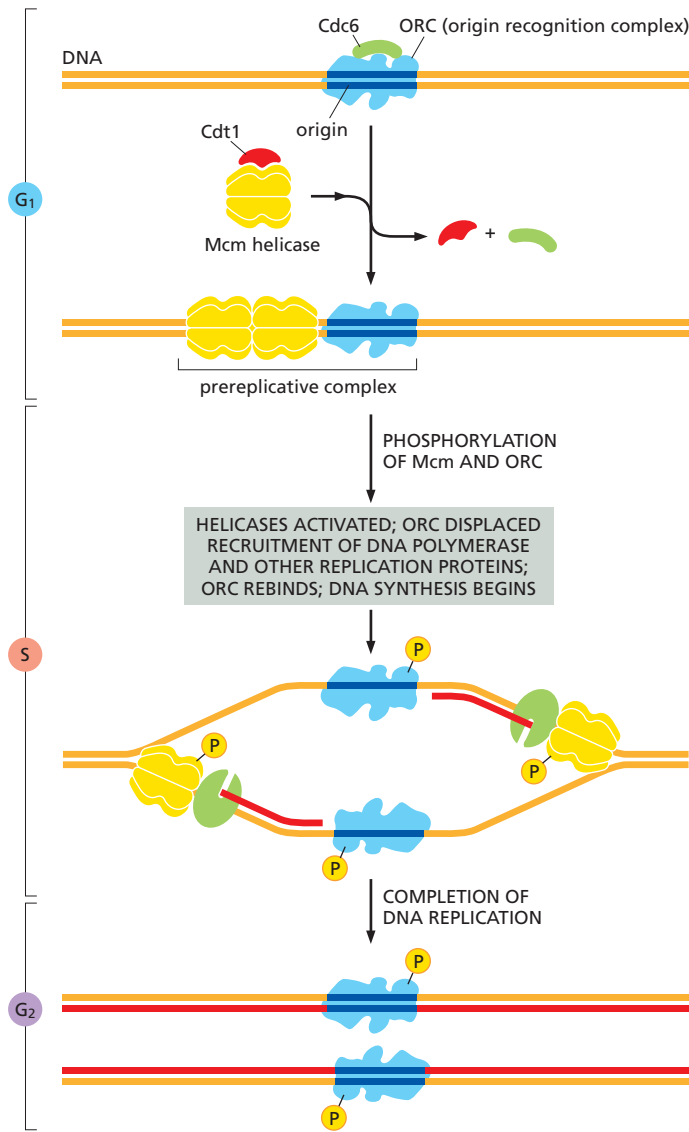 Cdc6
ORC (origin recognition complex)
DNA
origin
Cdt1
G1
Mcm helicase
+
prereplicative complex
PHOSPHORYLATION
OF Mcm AND ORC
HELICASES ACTIVATED; ORC DISPLACED
RECRUITMENT OF DNA POLYMERASE
AND OTHER REPLICATION PROTEINS;
ORC REBINDS; DNA SYNTHESIS BEGINS
S
P
P
P
P
COMPLETION OF
DNA REPLICATION
P
G2
P